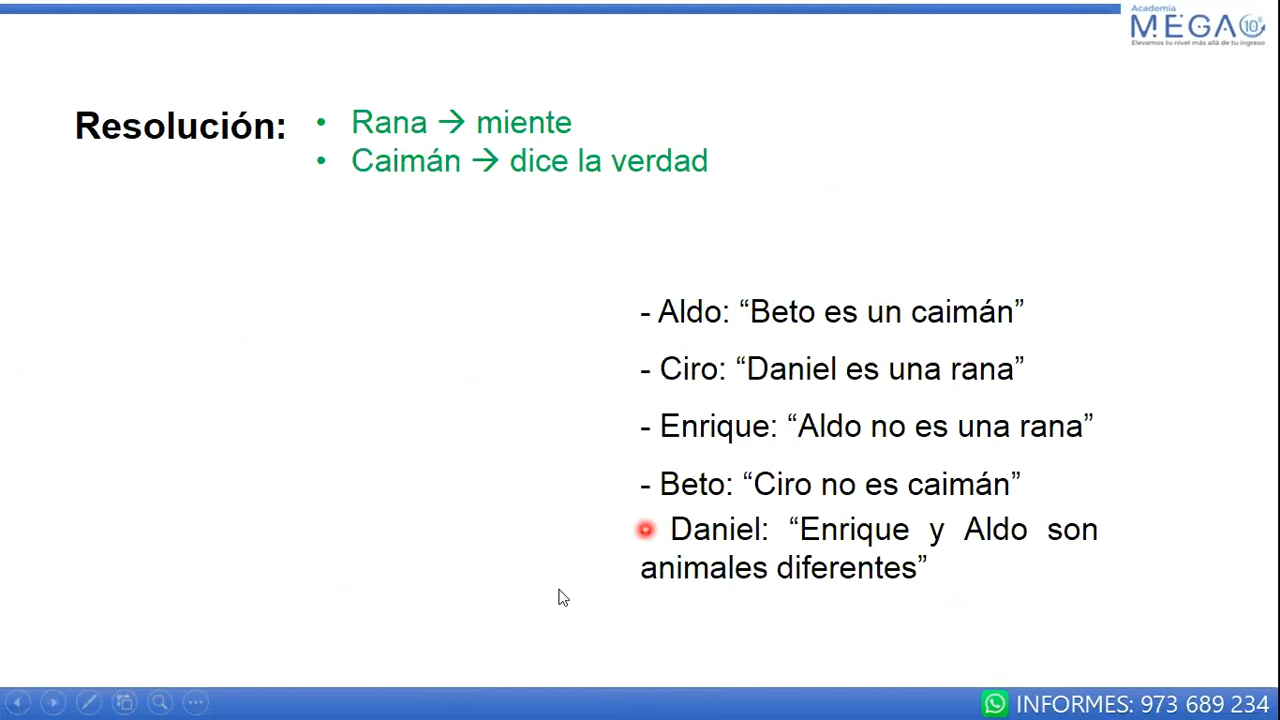 Academia
MEGA 10⁶
Elevamos tu nivel más allá de tu ingreso
Resolución:
• Rana → miente
• Caimán → dice la verdad
- Aldo: “Beto es un caimán”
- Ciro: “Daniel es una rana”
- Enrique: “Aldo no es una rana”
- Beto: “Ciro no es caimán”
Daniel: “Enrique y Aldo son
animales diferentes”
INFORMES: 973 689 234